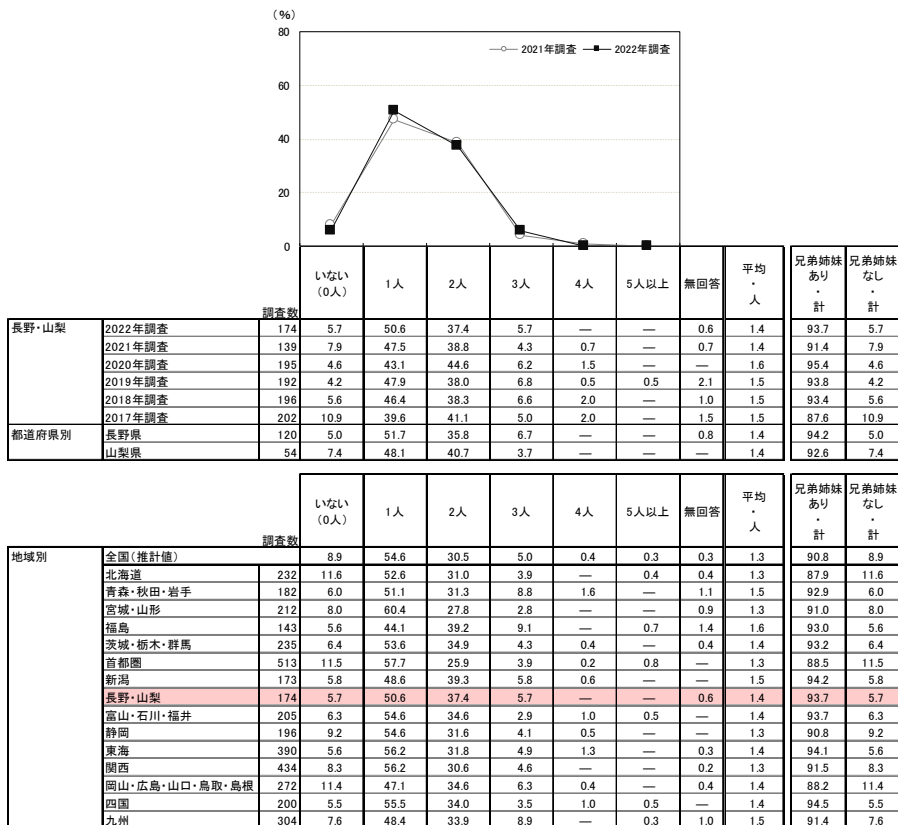 （％）
80
60
40
20
0
2021年調査 2022年調査
調査数 いない（0人） 1人 2人 3人 4人 5人以上 無回答 平均・人 兄弟姉妹あり・計 兄弟姉妹なし・計
長野・山梨 2022年調査 174 5.7 50.6 37.4 5.7 ― ― 0.6 1.4 93.7 5.7
2021年調査 139 7.9 47.5 38.8 4.3 0.7 ― 0.7 1.4 91.4 7.9
2020年調査 195 4.6 43.1 44.6 6.2 1.5 ― ― 1.6 95.4 4.6
2019年調査 192 4.2 47.9 38.0 6.8 0.5 0.5 2.1 1.5 93.8 4.2
2018年調査 196 5.6 46.4 38.3 6.6 2.0 ― 1.0 1.5 93.4 5.6
2017年調査 202 10.9 39.6 41.1 5.0 2.0 ― 1.5 1.5 87.6 10.9
都道府県別 長野県 120 5.0 51.7 35.8 6.7 ― ― 0.8 1.4 94.2 5.0
山梨県 54 7.4 48.1 40.7 3.7 ― ― ― 1.4 92.6 7.4
調査数 いない（0人） 1人 2人 3人 4人 5人以上 無回答 平均・人 兄弟姉妹あり・計 兄弟姉妹なし・計
地域別 全国（推計値） 8.9 54.6 30.5 5.0 0.4 0.3 0.3 1.3 90.8 8.9
北海道 232 11.6 52.6 31.0 3.9 ― 0.4 0.4 1.3 87.9 11.6
青森・秋田・岩手 182 6.0 51.1 31.3 8.8 1.6 ― 1.1 1.5 92.9 6.0
宮城・山形 212 8.0 60.4 27.8 2.8 ― ― 0.9 1.3 91.0 8.0
福島 143 5.6 44.1 39.2 9.1 ― 0.7 1.4 1.6 93.0 5.6
茨城・栃木・群馬 235 6.4 53.6 34.9 4.3 0.4 ― 0.4 1.4 93.2 6.4
首都圏 513 11.5 57.7 25.9 3.9 0.2 0.8 ― 1.3 88.5 11.5
新潟 173 5.8 48.6 39.3 5.8 0.6 ― ― 1.5 94.2 5.8
長野・山梨 174 5.7 50.6 37.4 5.7 ― ― 0.6 1.4 93.7 5.7
富山・石川・福井 205 6.3 54.6 34.6 2.9 1.0 0.5 ― 1.4 93.7 6.3
静岡 196 9.2 54.6 31.6 4.1 0.5 ― ― 1.3 90.8 9.2
東海 390 5.6 56.2 31.8 4.9 1.3 ― 0.3 1.4 94.1 5.6
関西 434 8.3 56.2 30.6 4.6 ― ― 0.2 1.3 91.5 8.3
岡山・広島・山口・鳥取・島根 272 11.4 47.1 34.6 6.3 0.4 ― 0.4 1.4 88.2 11.4
四国 200 5.5 55.5 34.0 3.5 1.0 0.5 ― 1.4 94.5 5.5
九州 304 7.6 48.4 33.9 8.9 ― 0.3 1.0 1.5 91.4 7.6